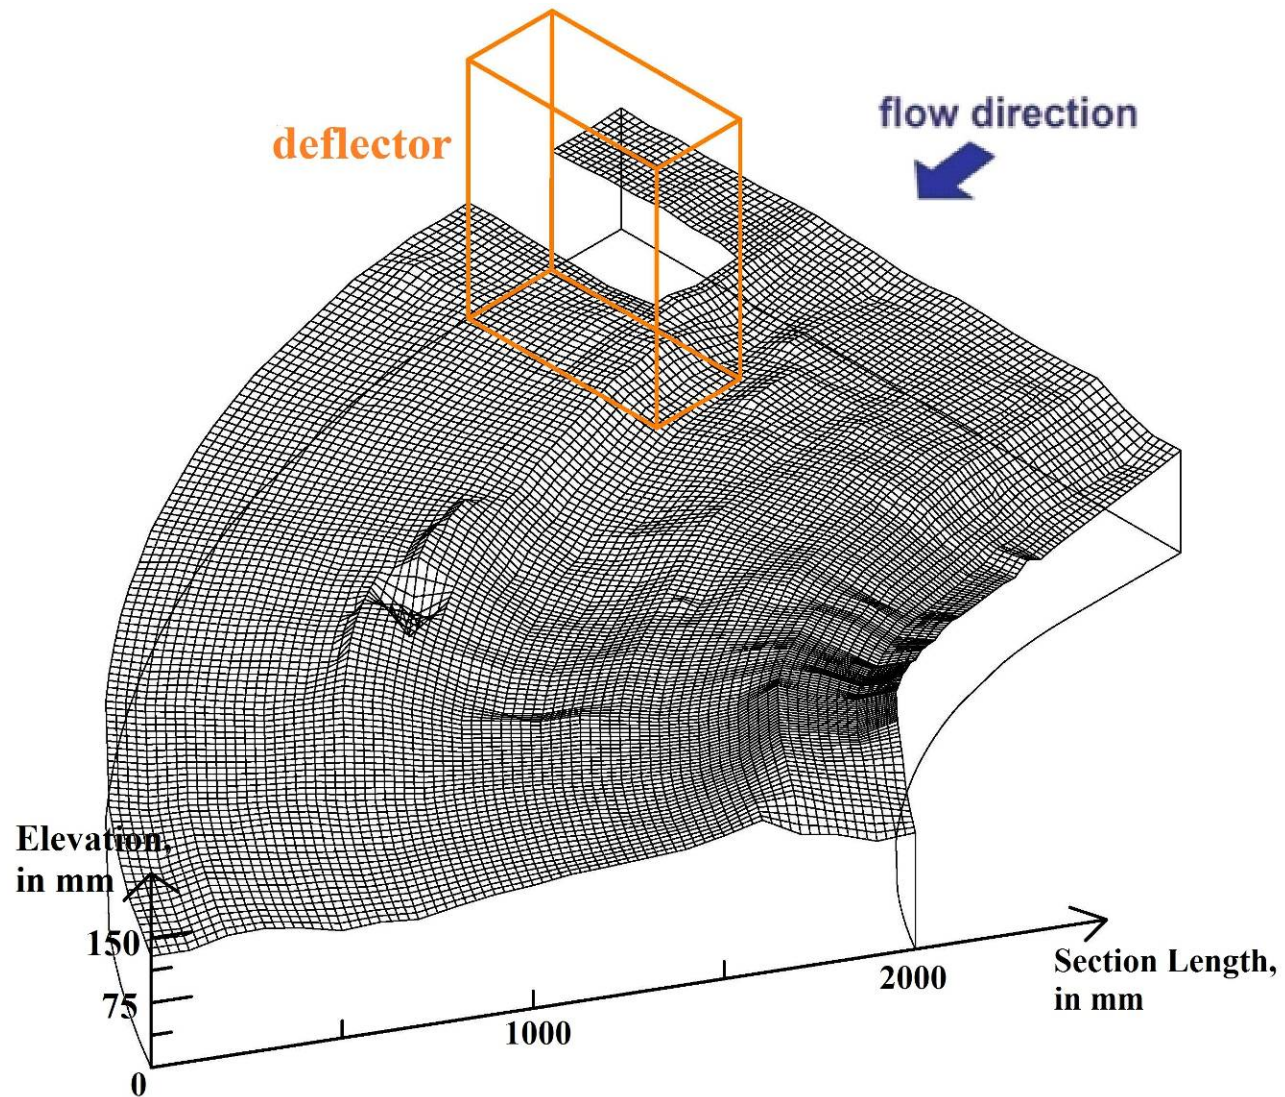 flow direction
deflector
Elevation,
in mm
150
75
0
1000
2000
Section Length,
in mm